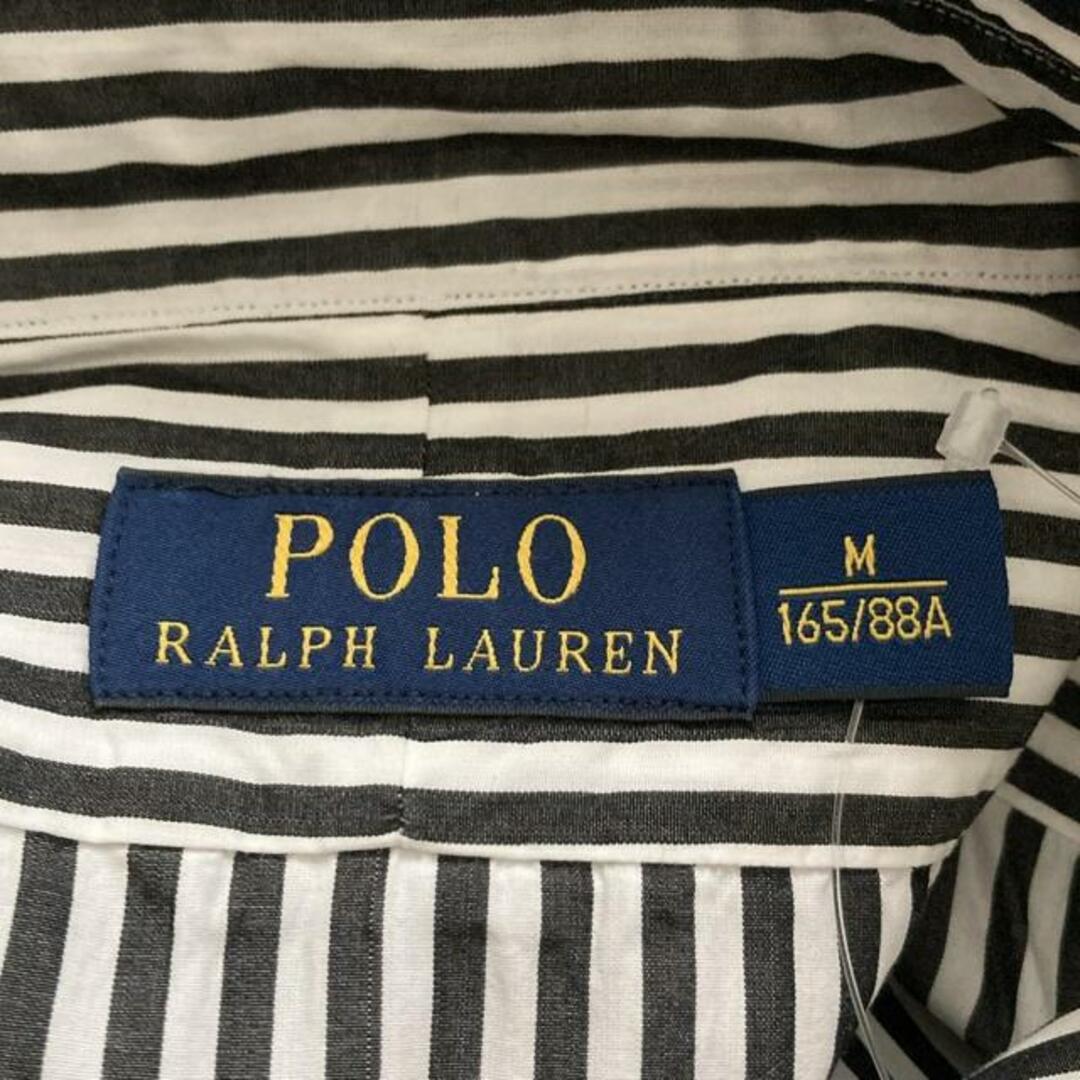 POLO
RALPH LAUREN
M
165/88A